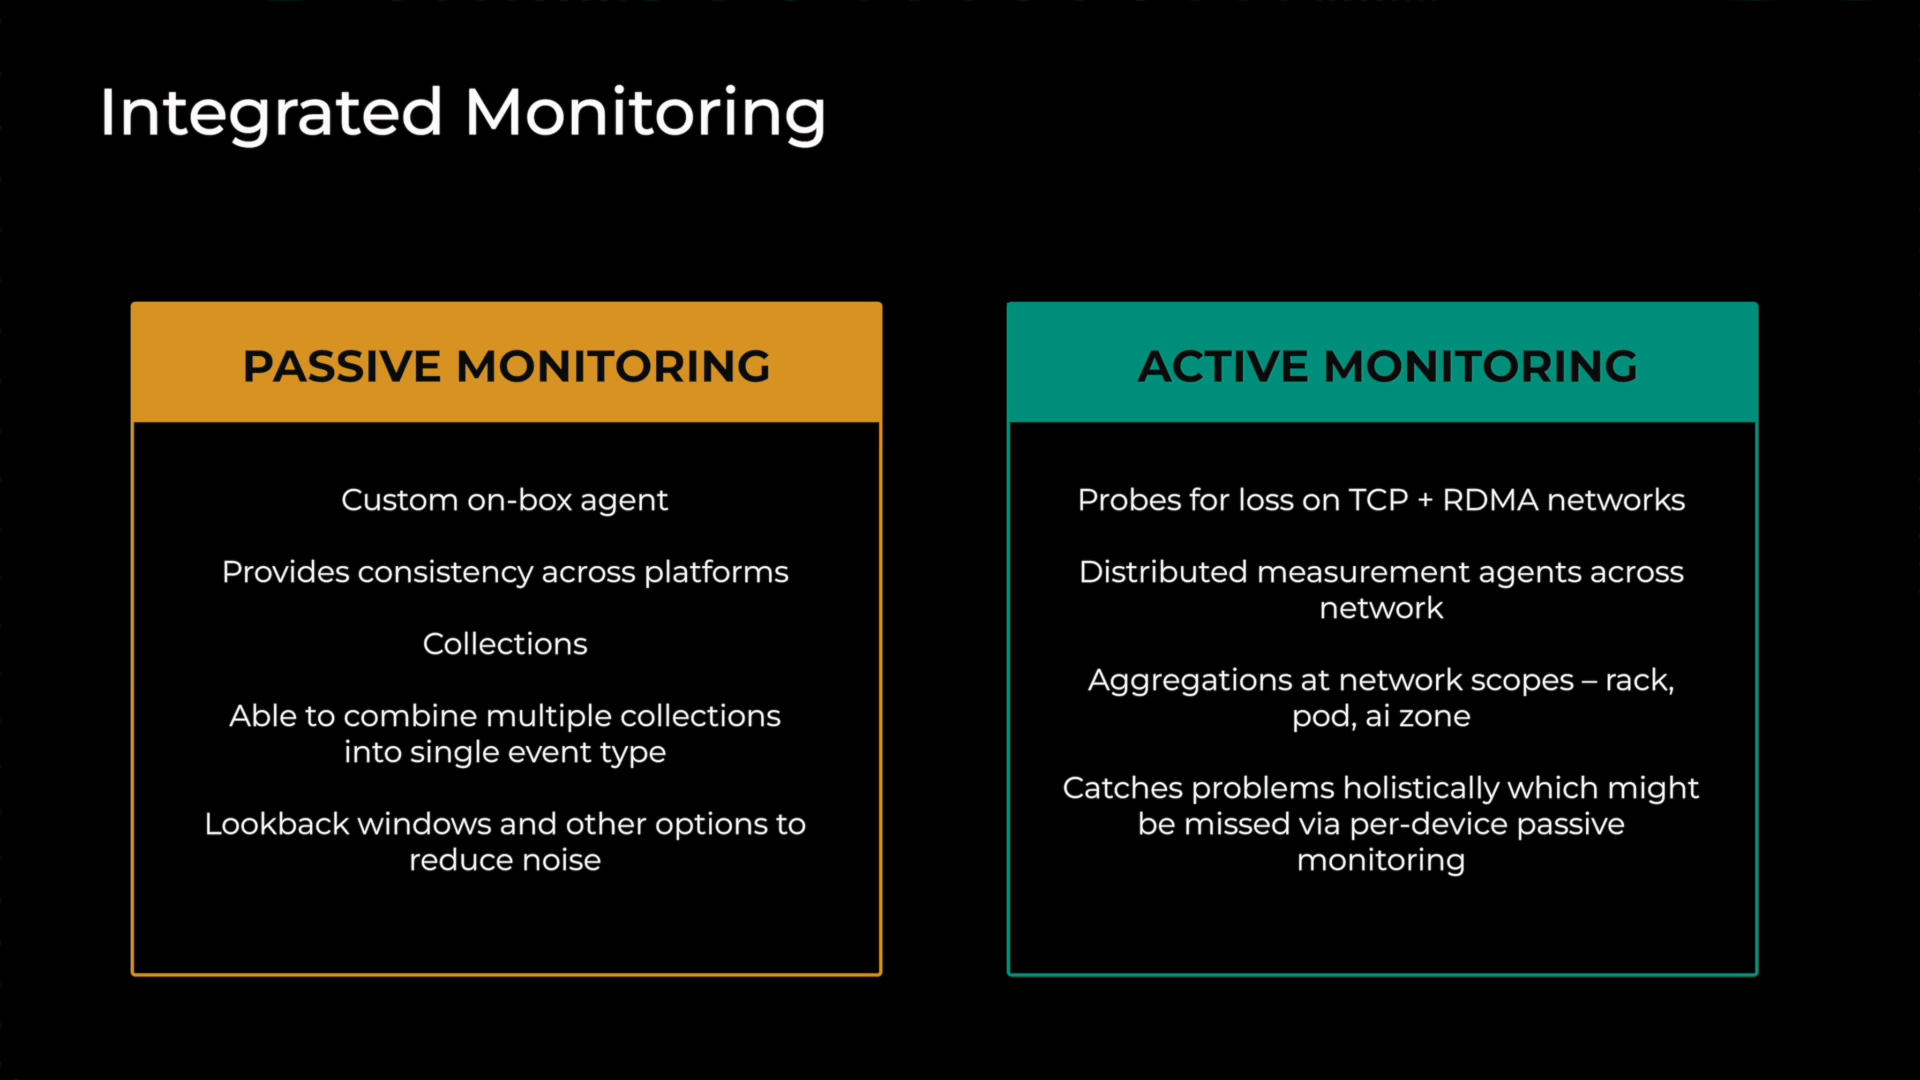 Integrated Monitoring
PASSIVE MONITORING
Custom on-box agent
Provides consistency across platforms
Collections
Able to combine multiple collections
into single event type
Lookback windows and other options to
reduce noise
ACTIVE MONITORING
Probes for loss on TCP + RDMA networks
Distributed measurement agents across
network
Aggregations at network scopes – rack,
pod, ai zone
Catches problems holistically which might
be missed via per-device passive
monitoring